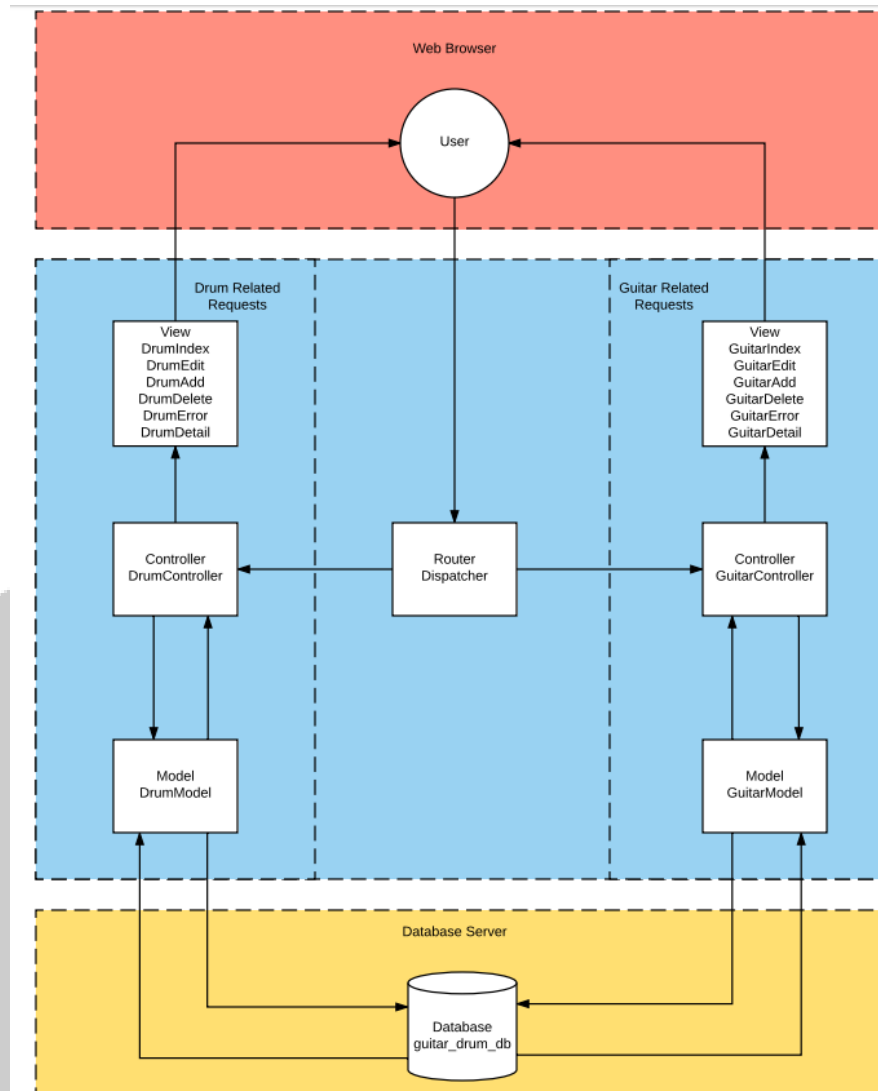 Web Browser
User
Drum Related
Requests
Guitar Related
Requests
View
DrumIndex
DrumEdit
DrumAdd
DrumDelete
DrumError
DrumDetail
View
GuitarIndex
GuitarEdit
GuitarAdd
GuitarDelete
GuitarError
GuitarDetail
Controller
DrumController
Router
Dispatcher
Controller
GuitarController
Model
DrumModel
Model
GuitarModel
Database Server
Database
guitar_drum_db